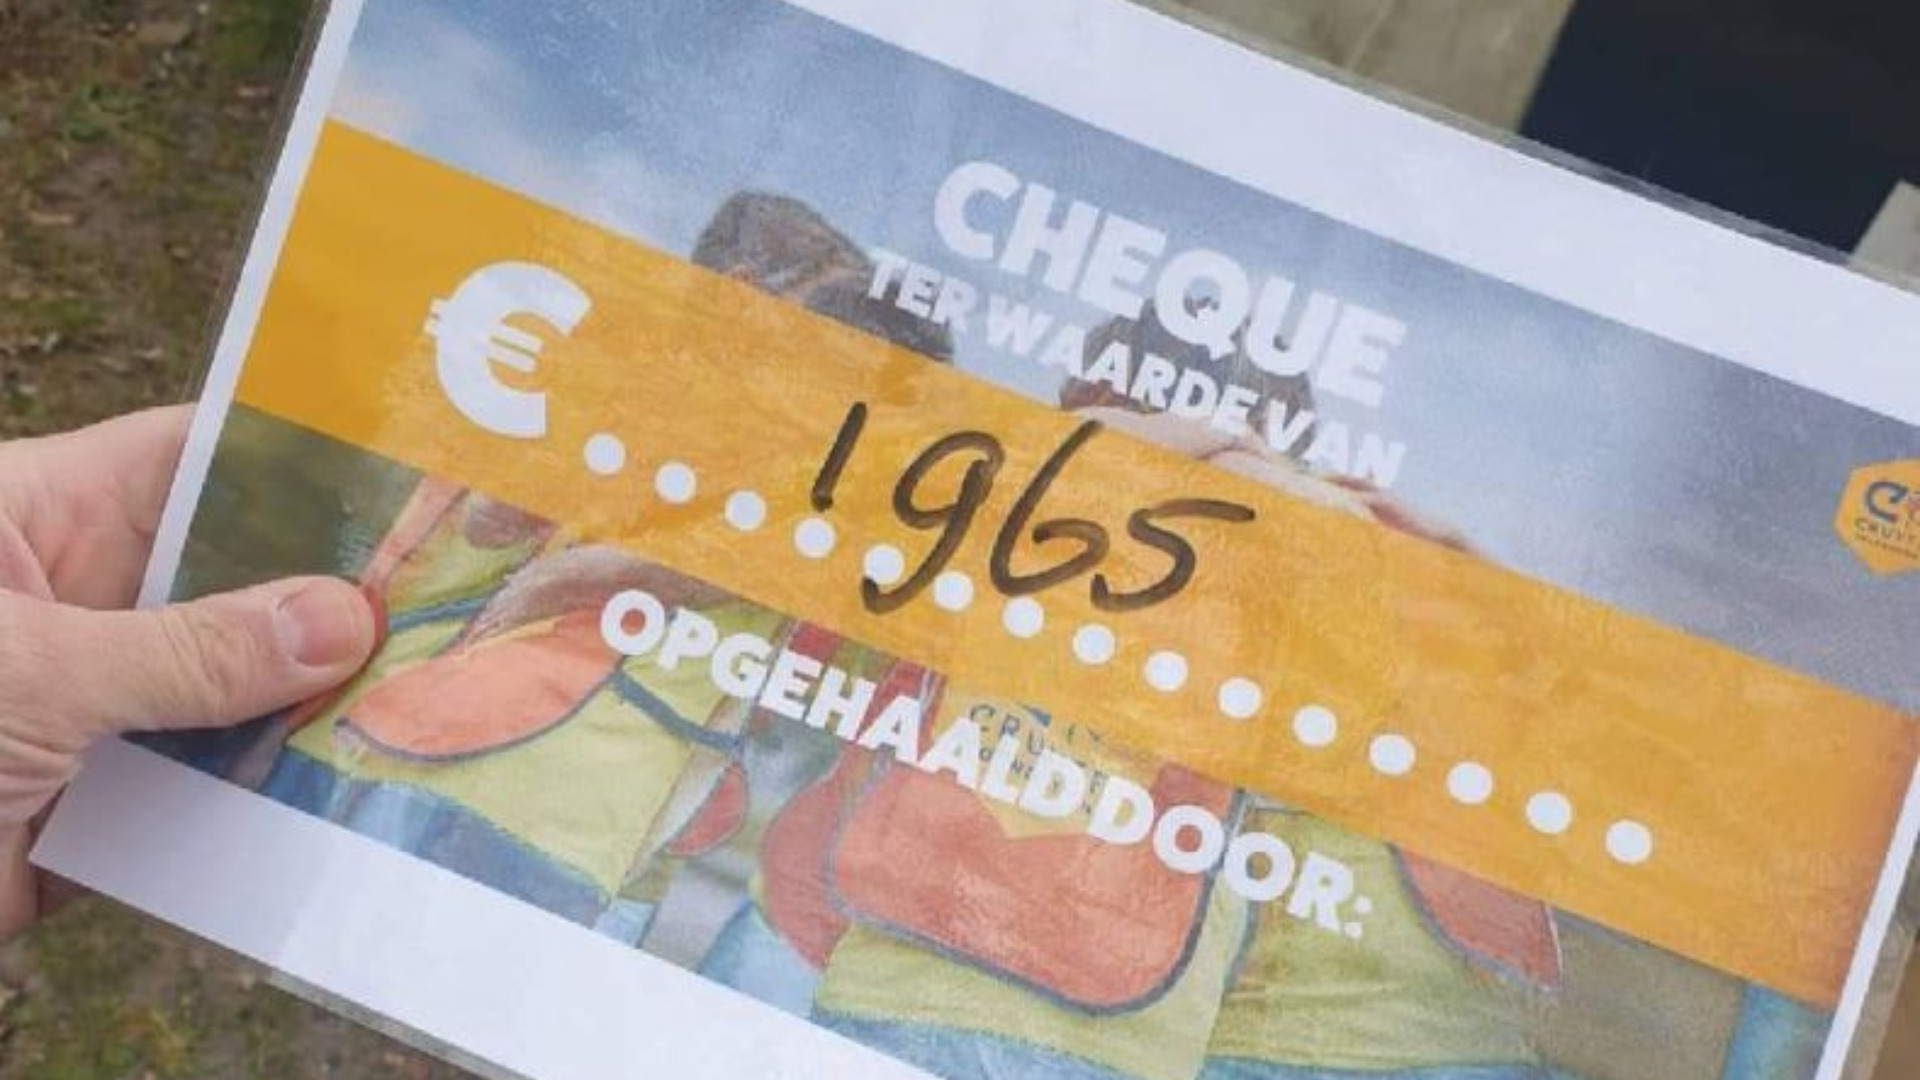 CHEQUE
TER WAARDE VAN
€ 1965
OPGEHAALD DOOR: